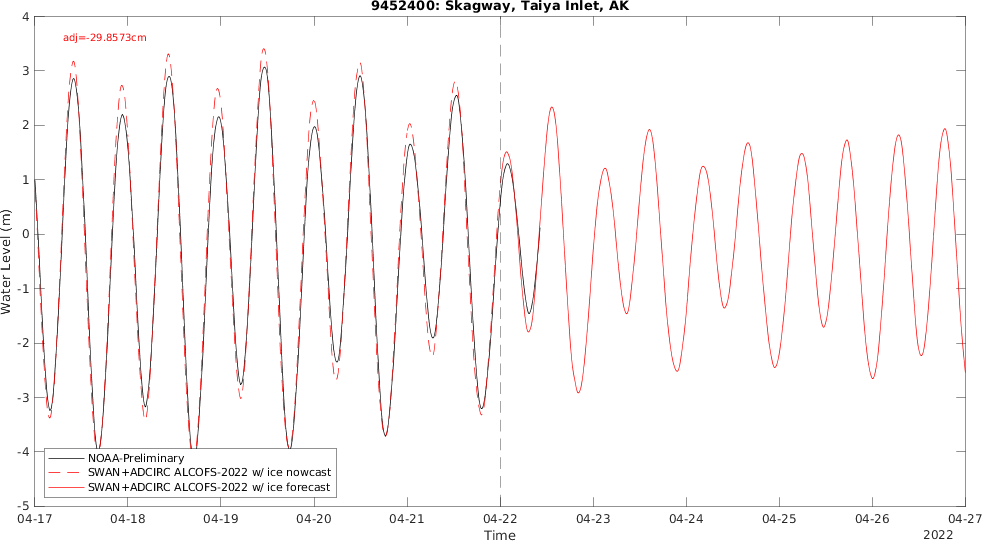 9452400: Skagway, Taiya Inlet, AK
adj=-29.8573cm
4
3
2
1
0
-1
-2
-3
-4
-5
Water Level (m)
NOAA-Preliminary
SWAN+ADCIRC ALCOFS-2022 w/ ice nowcast
SWAN+ADCIRC ALCOFS-2022 w/ ice forecast
04-17 04-18 04-19 04-20 04-21 04-22 04-23 04-24 04-25 04-26 04-27
Time
2022